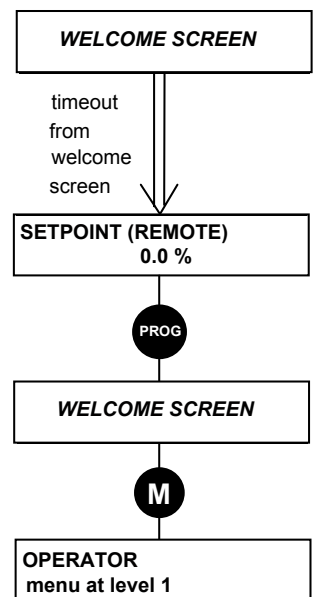 WELCOME SCREEN
timeout
from
welcome
screen
SETPOINT (REMOTE)
0.0 %
PROG
WELCOME SCREEN
M
OPERATOR
menu at level 1